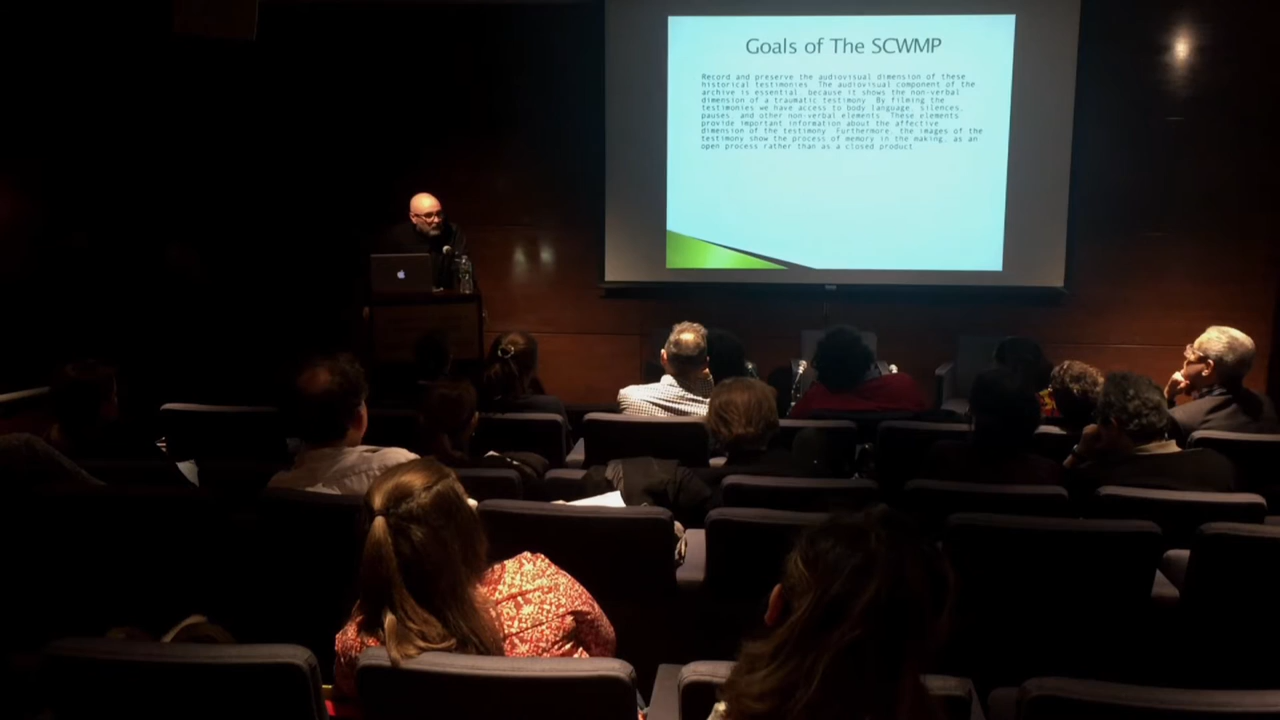 Goals of The SCWMP
Record and preserve the audiovisual dimension of these
historical testimonies. The audiovisual component of the
archive is essential, because it shows the non-verbal
dimension of a traumatic testimony. By filming the
testimonies we have access to body language, silences,
pauses, and other non-verbal elements. These elements
provide important information about the affective
dimension of the testimony. Furthermore, the images of the
testimony show the process of memory in the making, as an
open process rather than as a closed product.